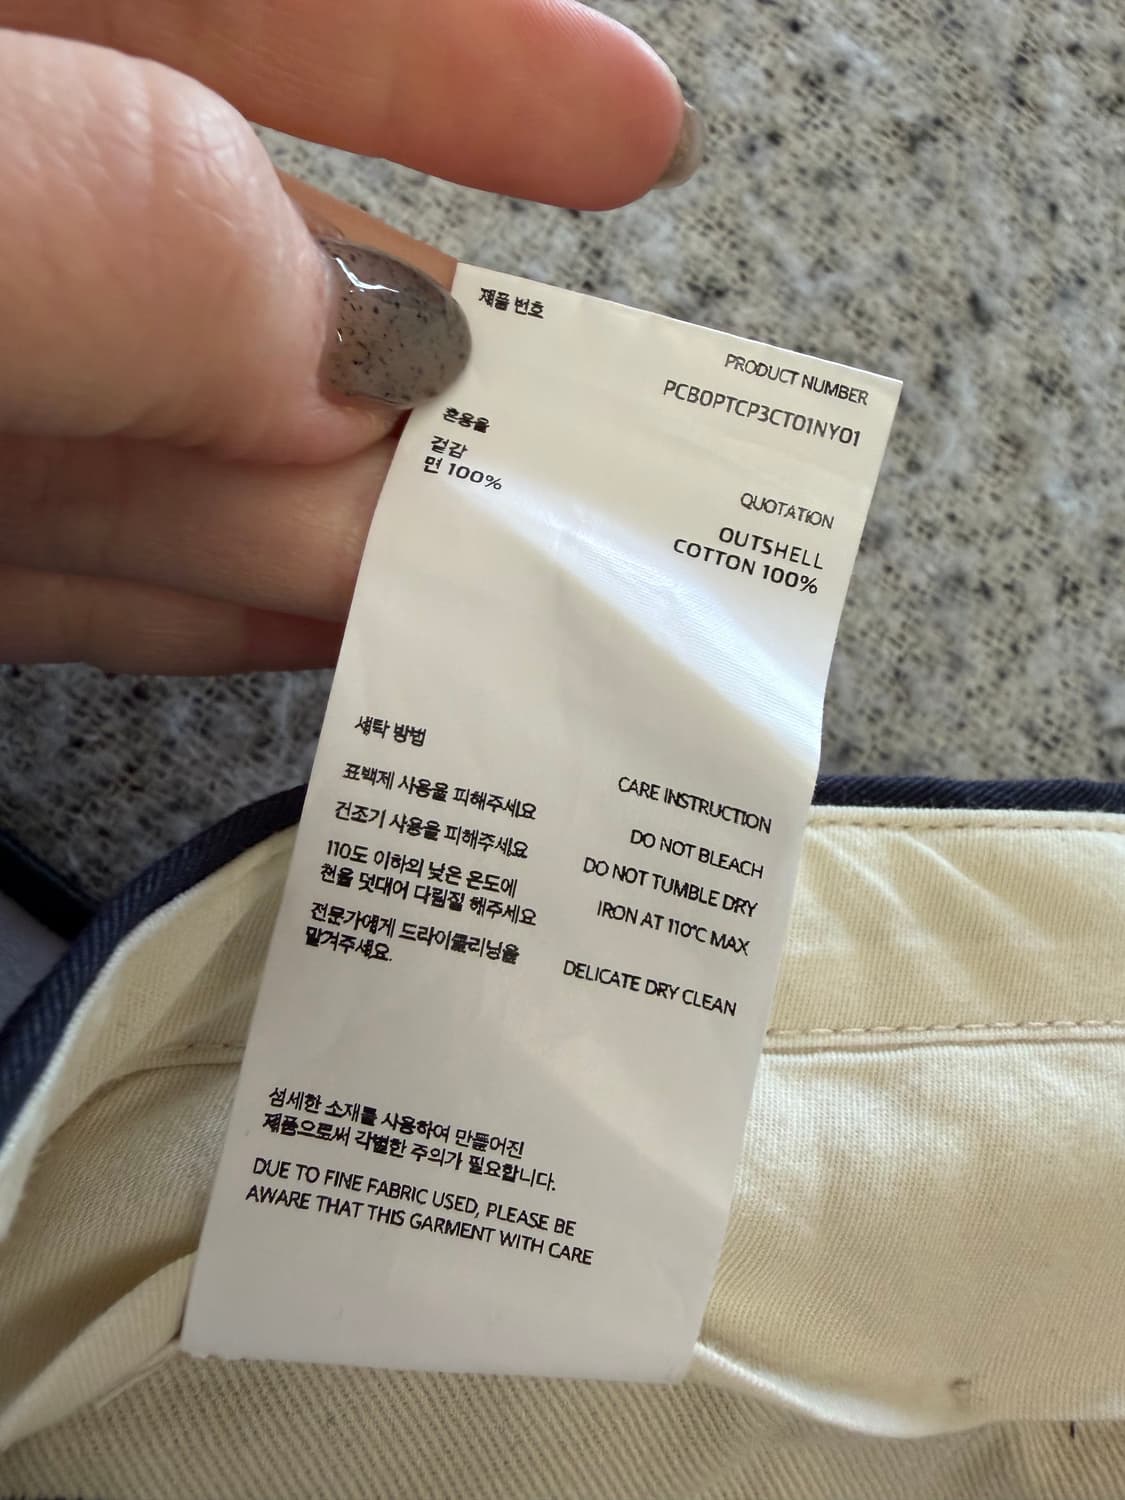 제품 번호
PRODUCT NUMBER
PCB0PTCP3CT01NY01
혼용율
겉감
면 100%
QUOTATION
OUTSHELL
COTTON 100%
세탁 방법
표백제 사용을 피해주세요
건조기 사용을 피해주세요
110도 이하의 낮은 온도에
천을 덧대어 다림질 해주세요
전문가에게 드라이클리닝을
맡겨주세요.
CARE INSTRUCTION
DO NOT BLEACH
DO NOT TUMBLE DRY
IRON AT 110°C MAX
DELICATE DRY CLEAN
섬세한 소재를 사용하여 만들어진
제품으로써 각별한 주의가 필요합니다.
DUE TO FINE FABRIC USED, PLEASE BE
AWARE THAT THIS GARMENT WITH CARE